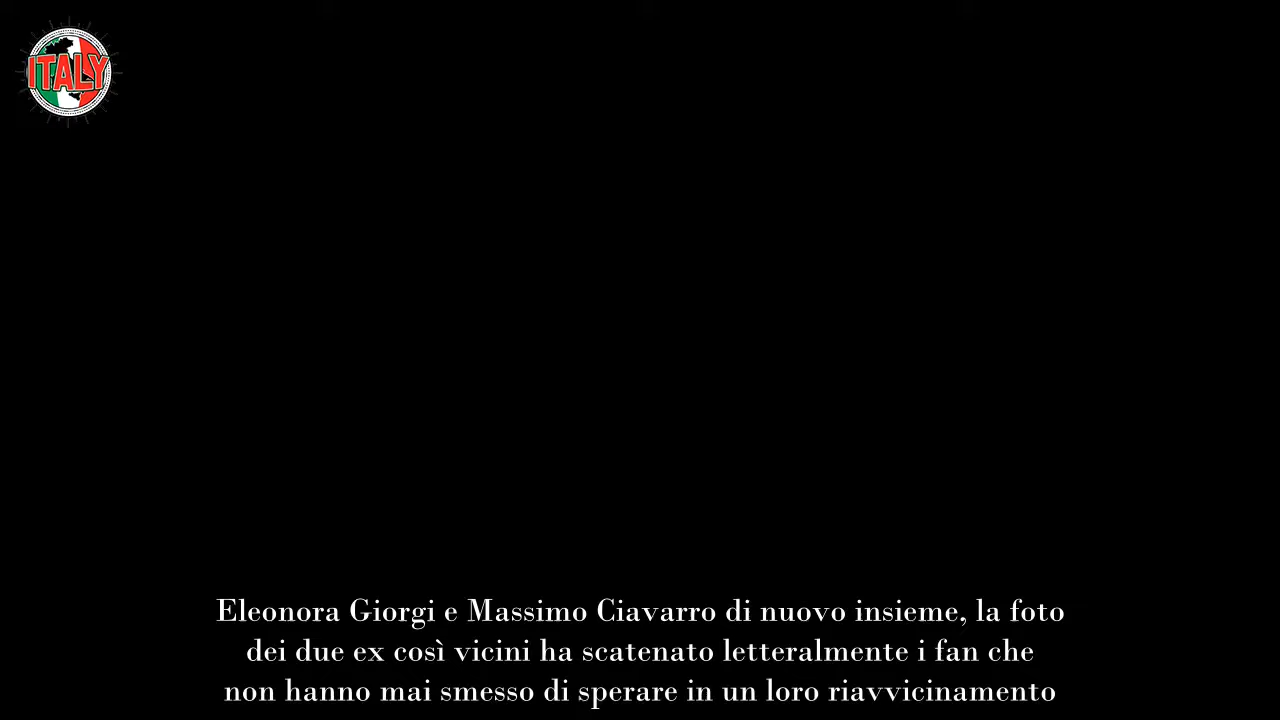 ITALY
Eleonora Giorgi e Massimo Ciavarro di nuovo insieme, la foto
dei due ex così vicini ha scatenato letteralmente i fan che
non hanno mai smesso di sperare in un loro riavvicinamento